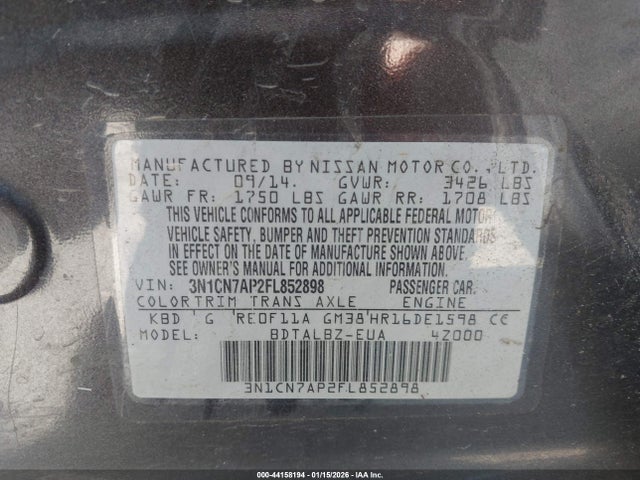 MANUFACTURED BY NISSAN MOTOR CO., LTD.
DATE: 09/14. GVWR: 3426 LBS
GAWR FR: 1750 LBS GAWR RR: 1708 LBS
THIS VEHICLE CONFORMS TO ALL APPLICABLE FEDERAL MOTOR
VEHICLE SAFETY, BUMPER AND THEFT PREVENTION STANDARDS
IN EFFECT ON THE DATE OF MANUFACTURE SHOWN ABOVE.
SEE OWNER'S MANUAL FOR ADDITIONAL INFORMATION.
VIN: 3N1CN7AP2FL852898 PASSENGER CAR.
COLOR TRIM TRANS AXLE ENGINE
KBD G RE0F11A GM38 HR16DE1598 CC
MODEL: BDTALBZ-EUA 4Z000
3N1CN7AP2FL852898
000-44158194 - 01/15/2026 - IAA Inc.